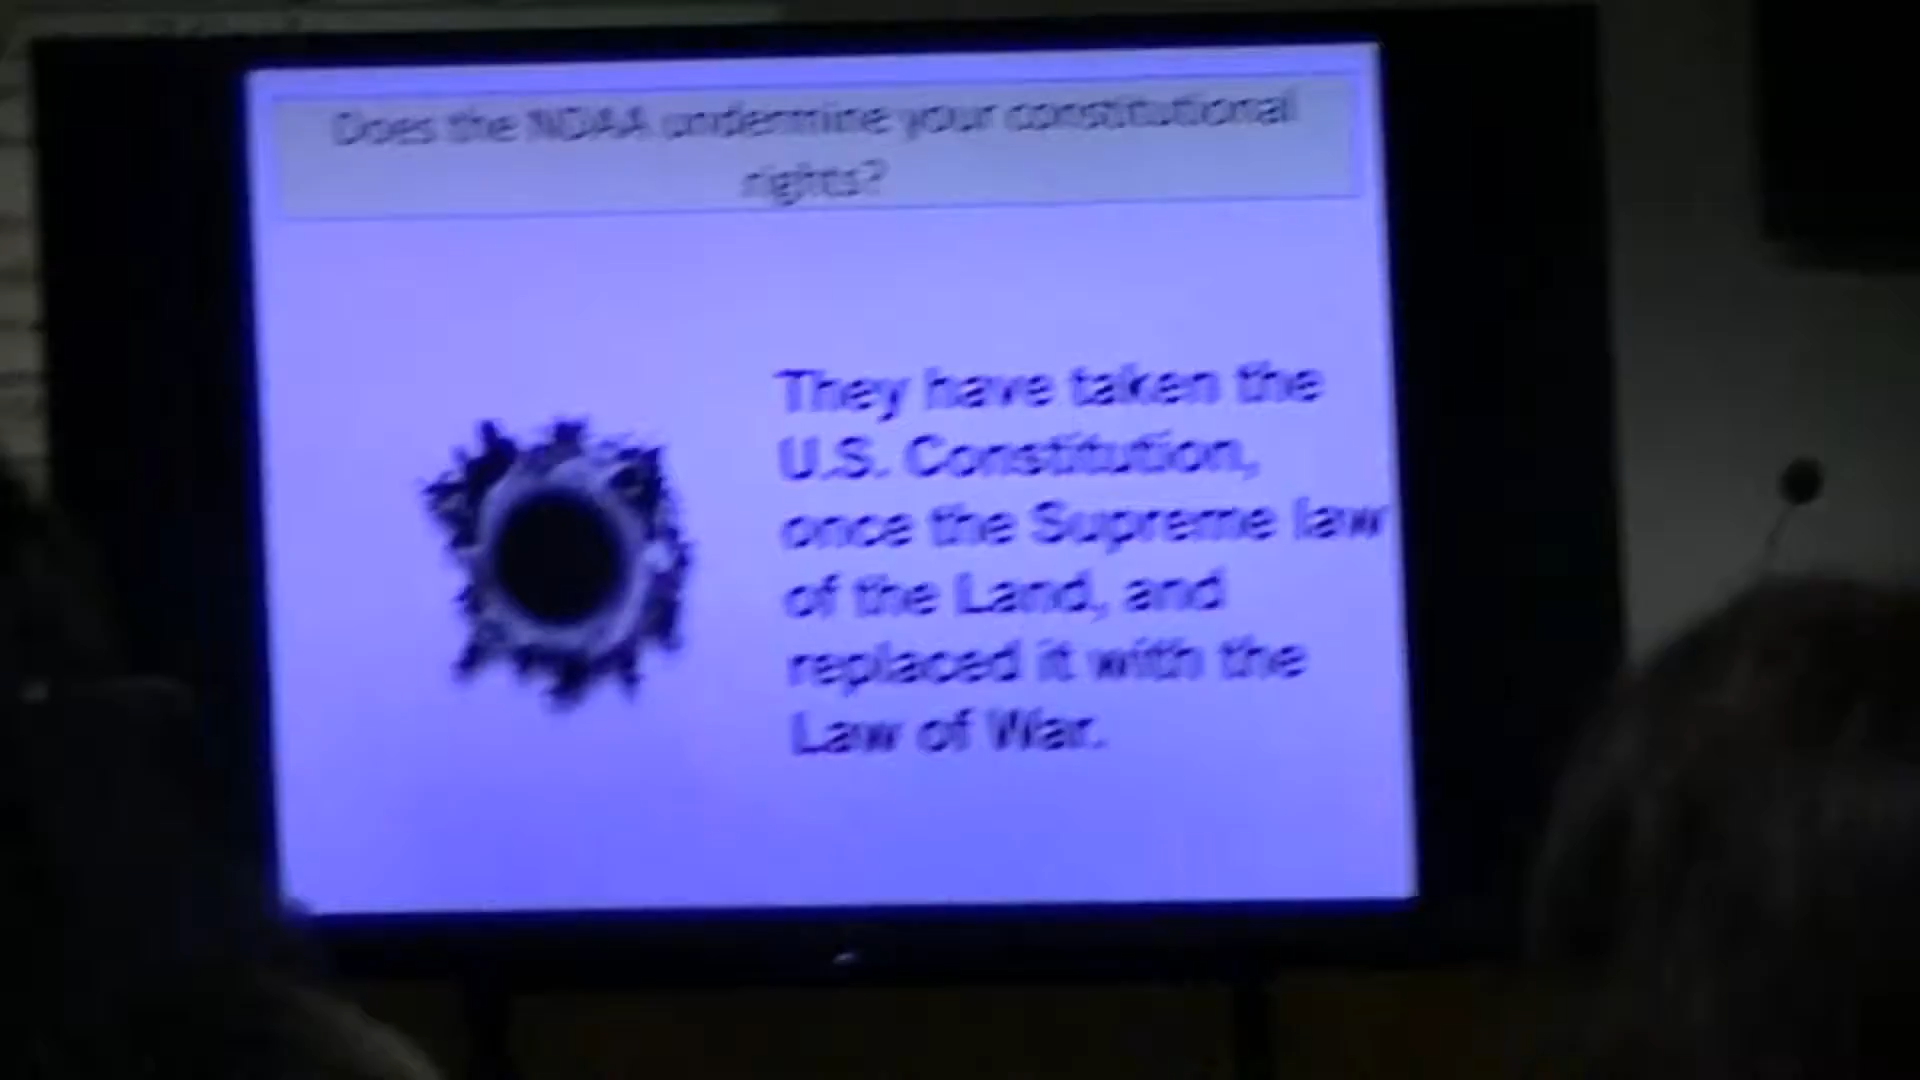 Does the NDAA undermine your constitutional
rights?
They have taken the
U.S. Constitution,
once the Supreme law
of the Land, and
replaced it with the
Law of War.